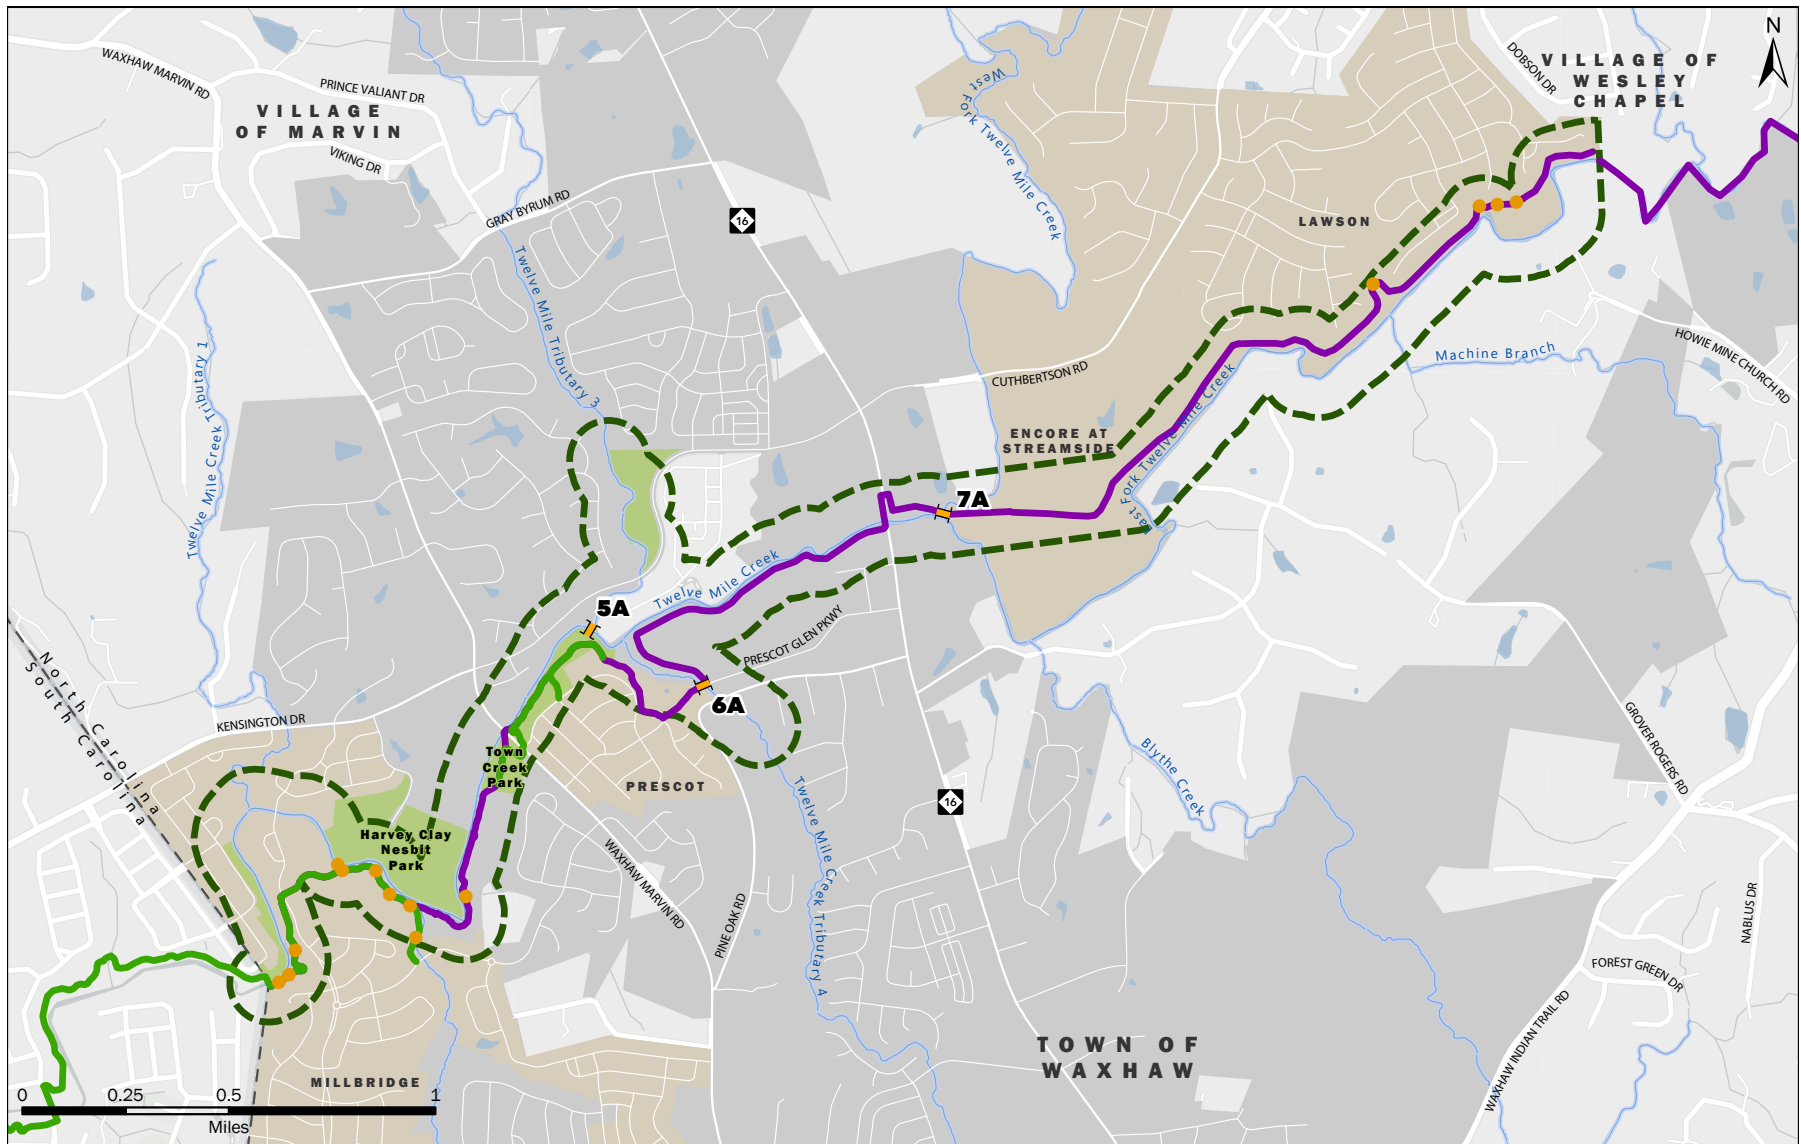 N
DOBSON DR
VILLAGE OF
WESLEY
CHAPEL
WAXHAW MARVIN RD
PRINCE VALIANT DR
VILLAGE
OF MARVIN
VIKING DR
West Fork Twelve Mile Creek
GRAY BYRUM RD
16
LAWSON
Twelve Mile Tributary 3
Twelve Mile Creek Tributary 1
HOWIE MINE CHURCH RD
Machine Branch
CUTHBERTSON RD
ENCORE AT
STREAMSIDE
East Fork Twelve Mile Creek
7A
Twelve Mile Creek
5A
PRESCOT GLEN PKWY
6A
North Carolina
South Carolina
KENSINGTON DR
Town
Creek
Park
PRESCOT
Blythe Creek
GROVER ROGERS RD
16
Twelve Mile Creek Tributary 4
Harvey Clay
Nesbit
Park
WAXHAW MARVIN RD
PINE OAK RD
NABLUS DR
FOREST GREEN DR
WAXHAW INDIAN TRAIL RD
TOWN OF
WAXHAW
MILLBRIDGE
0 0.25 0.5 1
Miles